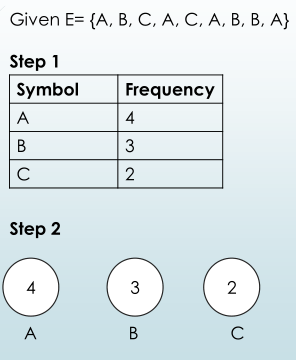 Given E= {A, B, C, A, C, A, B, B, A}
Step 1
Symbol Frequency
A 4
B 3
C 2
Step 2
4 3 2
A B C